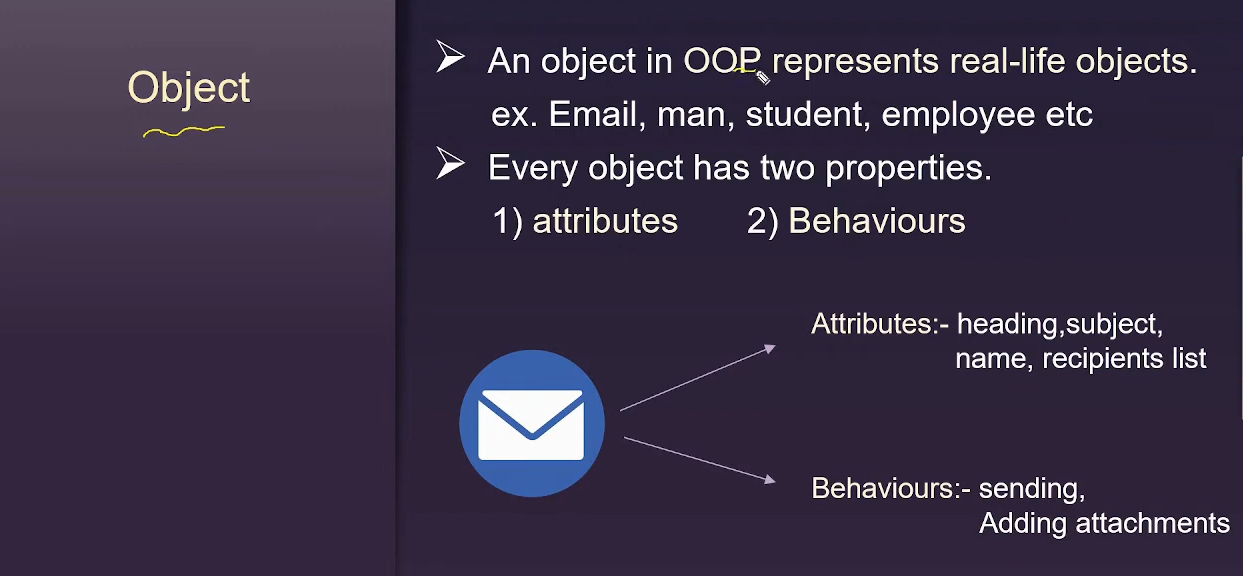 Object
An object in OOP represents real-life objects.
ex. Email, man, student, employee etc
Every object has two properties.
1) attributes 2) Behaviours
Attributes:- heading,subject,
name, recipients list
Behaviours:- sending,
Adding attachments